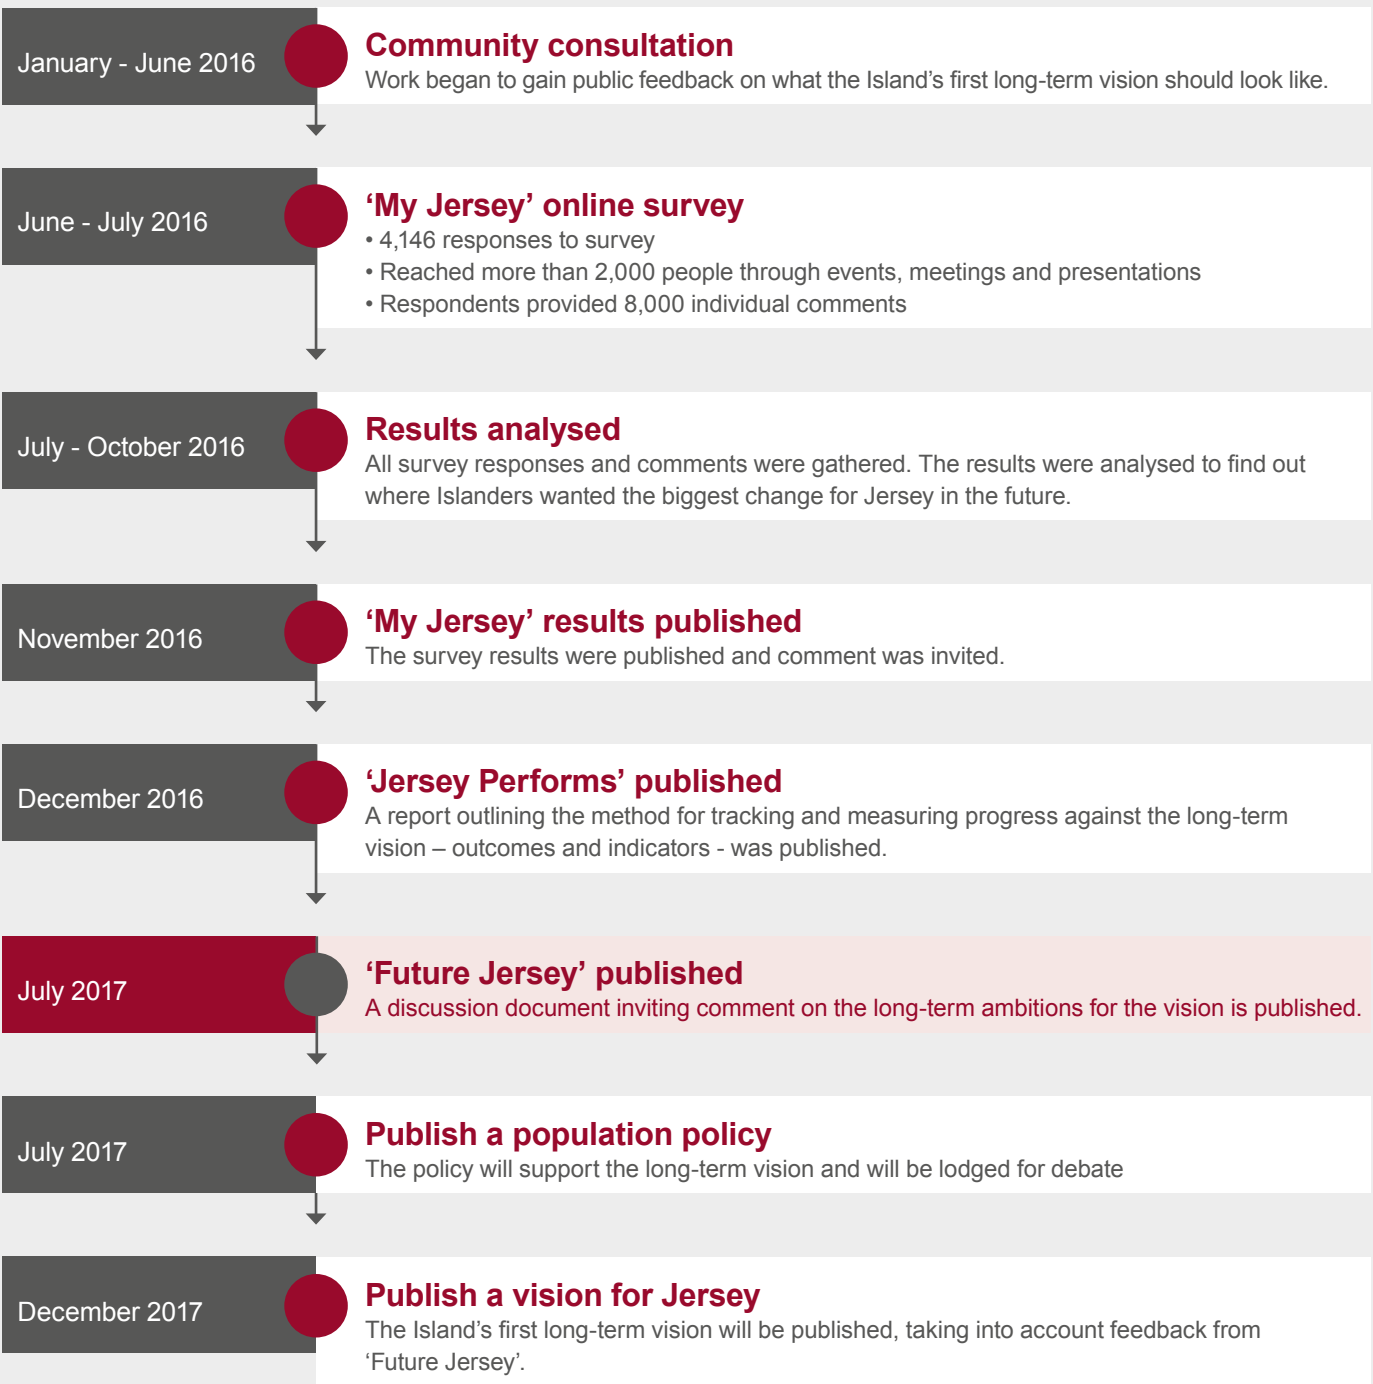 January - June 2016
Community consultation
Work began to gain public feedback on what the Island’s first long-term vision should look like.
June - July 2016
‘My Jersey’ online survey
• 4,146 responses to survey
• Reached more than 2,000 people through events, meetings and presentations
• Respondents provided 8,000 individual comments
July - October 2016
Results analysed
All survey responses and comments were gathered. The results were analysed to find out
where Islanders wanted the biggest change for Jersey in the future.
November 2016
‘My Jersey’ results published
The survey results were published and comment was invited.
December 2016
‘Jersey Performs’ published
A report outlining the method for tracking and measuring progress against the long-term
vision – outcomes and indicators - was published.
July 2017
‘Future Jersey’ published
A discussion document inviting comment on the long-term ambitions for the vision is published.
July 2017
Publish a population policy
The policy will support the long-term vision and will be lodged for debate
December 2017
Publish a vision for Jersey
The Island’s first long-term vision will be published, taking into account feedback from
‘Future Jersey’.